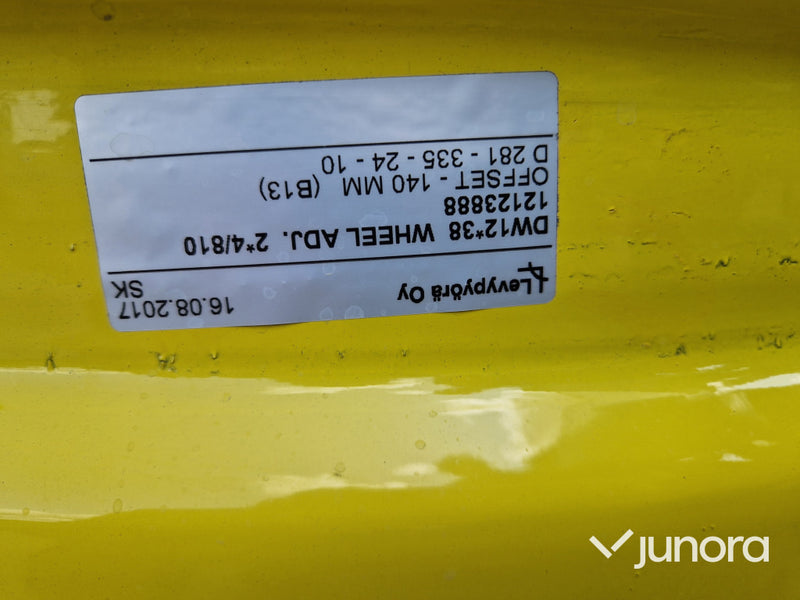 Levypyörä Oy 16.08.2017
SK
DW12*38 WHEEL ADJ. 2*4/810
12123888
OFFSET - 140 MM (B13)
D 281 - 335 - 24 - 10
junora